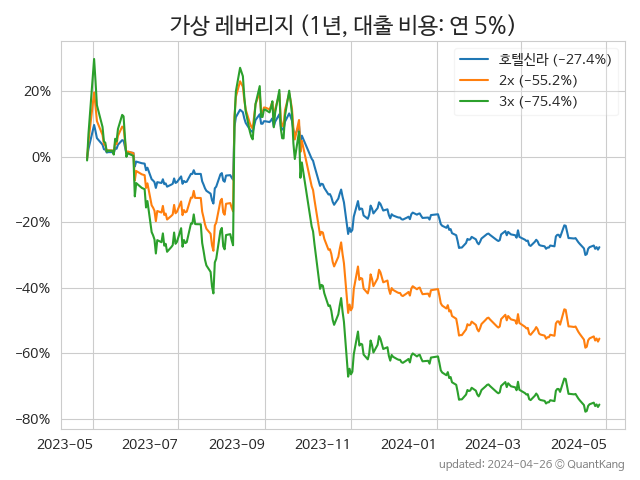 가상 레버리지 (1년, 대출 비용: 연 5%)
호텔신라 (-27.4%)
2x (-55.2%)
3x (-75.4%)
20%
0%
−20%
−40%
−60%
−80%
2023-05 2023-07 2023-09 2023-11 2024-01 2024-03 2024-05
updated: 2024-04-26 © QuantKang